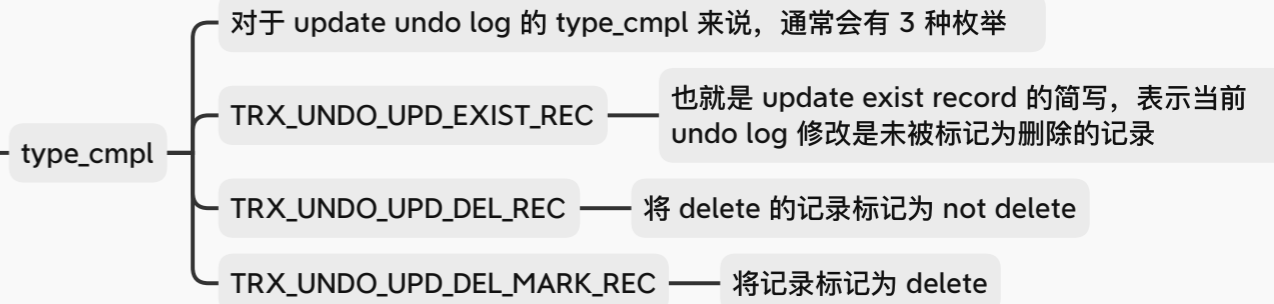 对于 update undo log 的 type_cmpl 来说，通常会有 3 种枚举
TRX_UNDO_UPD_EXIST_REC
也就是 update exist record 的简写，表示当前
undo log 修改是未被标记为删除的记录
type_cmpl
TRX_UNDO_UPD_DEL_REC
将 delete 的记录标记为 not delete
TRX_UNDO_UPD_DEL_MARK_REC
将记录标记为 delete